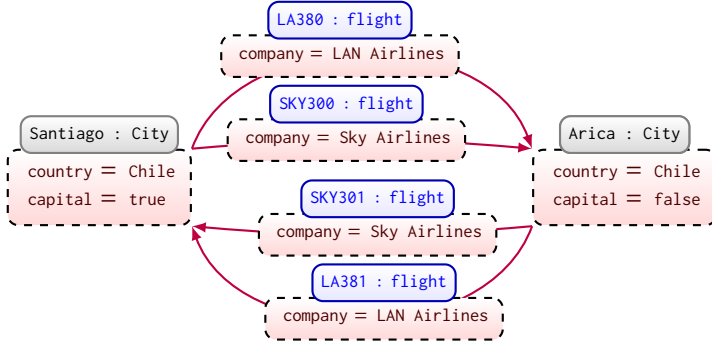 LA380 : flight
company = LAN Airlines
SKY300 : flight
company = Sky Airlines
Santiago : City
country = Chile
capital = true
Arica : City
country = Chile
capital = false
SKY301 : flight
company = Sky Airlines
LA381 : flight
company = LAN Airlines